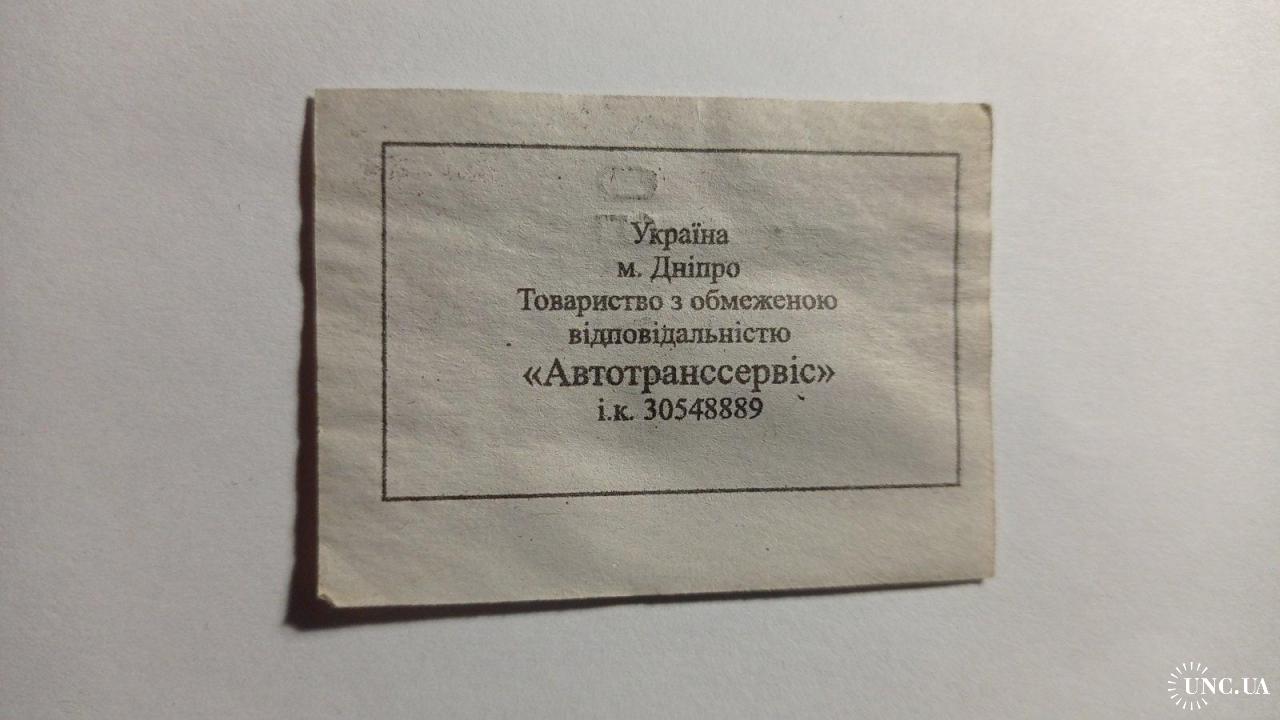 Україна
м. Дніпро
Товариство з обмеженою
відповідальністю
«Автотранссервіс»
і.к. 30548889
UNC.UA